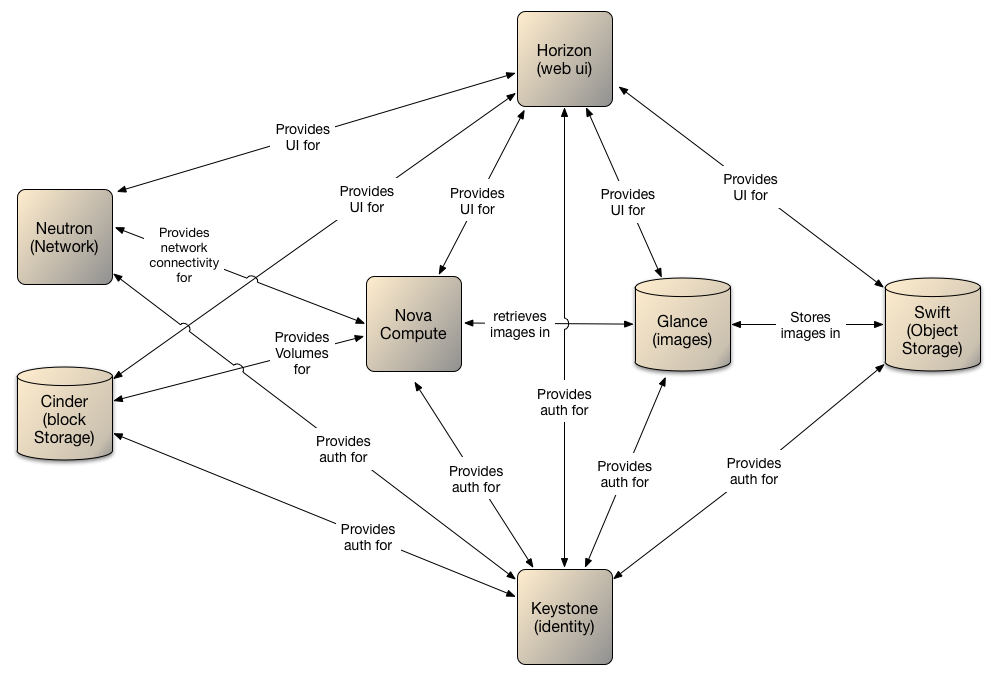 Horizon
(web ui)
Provides
UI for
Provides
UI for
Provides
UI for
Provides
UI for
Provides
UI for
Neutron
(Network)
Provides
network
connectivity
for
Nova
Compute
retrieves
images in
Glance
(images)
Stores
images in
Swift
(Object
Storage)
Provides
Volumes
for
Cinder
(block
Storage)
Provides
auth for
Provides
auth for
Provides
auth for
Provides
auth for
Provides
auth for
Provides
auth for
Keystone
(identity)